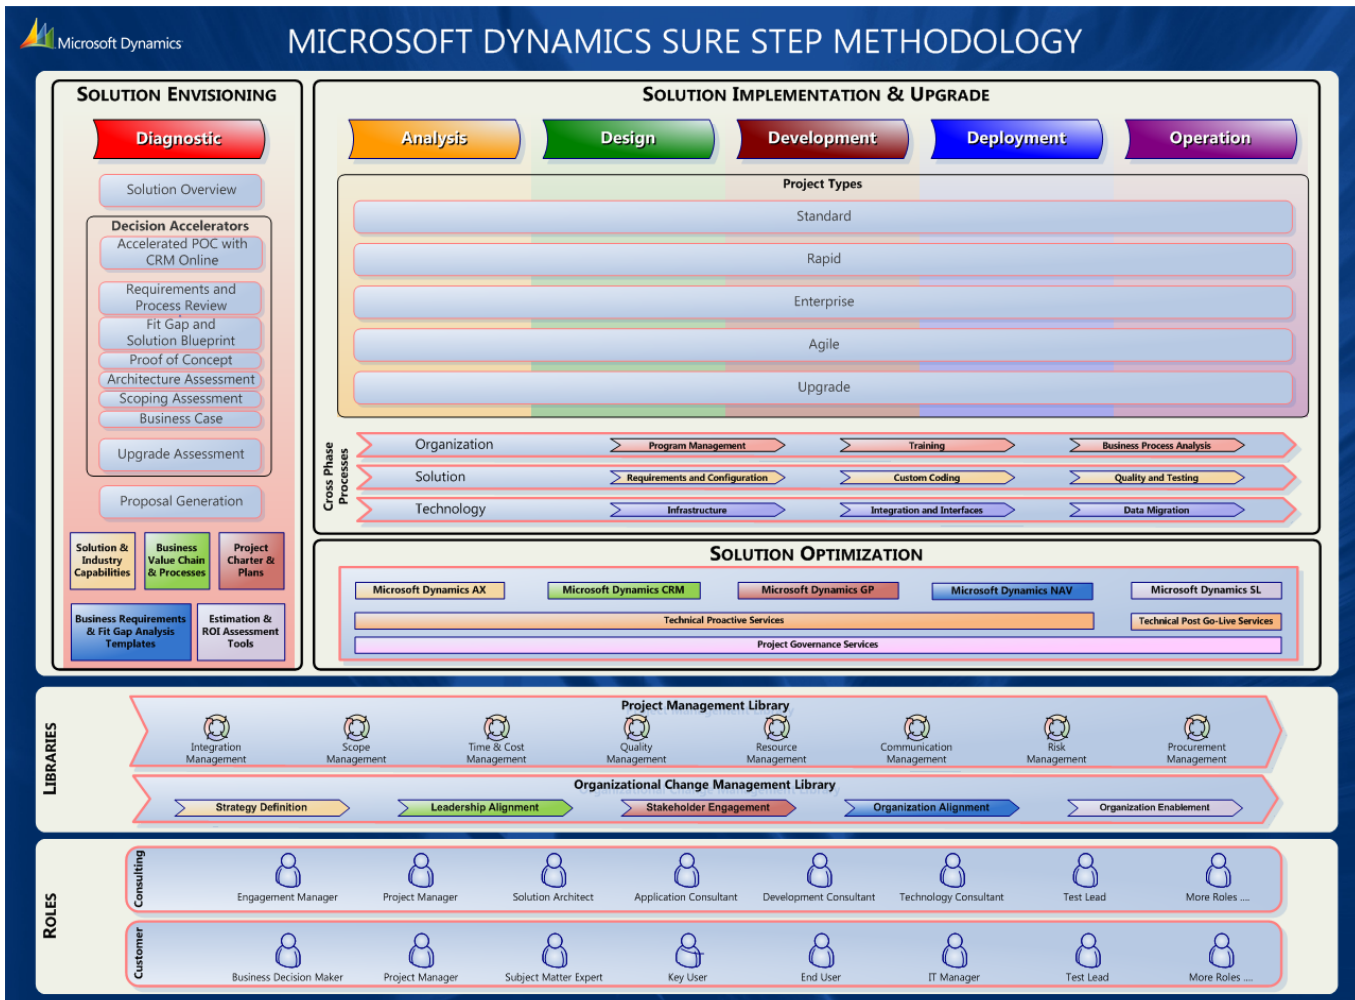 Microsoft Dynamics
MICROSOFT DYNAMICS SURE STEP METHODOLOGY
SOLUTION ENVISIONING
Diagnostic
Solution Overview
Decision Accelerators
Accelerated POC with
CRM Online
Requirements and
Process Review
Fit Gap and
Solution Blueprint
Proof of Concept
Architecture Assessment
Scoping Assessment
Business Case
Upgrade Assessment
Proposal Generation
Solution &
Industry
Capabilities
Business
Value Chain
& Processes
Project
Charter &
Plans
Business Requirements
& Fit Gap Analysis
Templates
Estimation &
ROI Assessment
Tools
SOLUTION IMPLEMENTATION & UPGRADE
Analysis
Design
Development
Deployment
Operation
Project Types
Standard
Rapid
Enterprise
Agile
Upgrade
Cross Phase
Processes
Organization
Program Management
Training
Business Process Analysis
Solution
Requirements and Configuration
Custom Coding
Quality and Testing
Technology
Infrastructure
Integration and Interfaces
Data Migration
SOLUTION OPTIMIZATION
Microsoft Dynamics AX
Microsoft Dynamics CRM
Microsoft Dynamics GP
Microsoft Dynamics NAV
Microsoft Dynamics SL
Technical Proactive Services
Technical Post Go-Live Services
Project Governance Services
LIBRARIES
Project Management Library
Integration
Management
Scope
Management
Time & Cost
Management
Quality
Management
Resource
Management
Communication
Management
Risk
Management
Procurement
Management
Organizational Change Management Library
Strategy Definition
Leadership Alignment
Stakeholder Engagement
Organization Alignment
Organization Enablement
ROLES
Consulting
Engagement Manager
Project Manager
Solution Architect
Application Consultant
Development Consultant
Technology Consultant
Test Lead
More Roles ....
Customer
Business Decision Maker
Project Manager
Subject Matter Expert
Key User
End User
IT Manager
Test Lead
More Roles ....